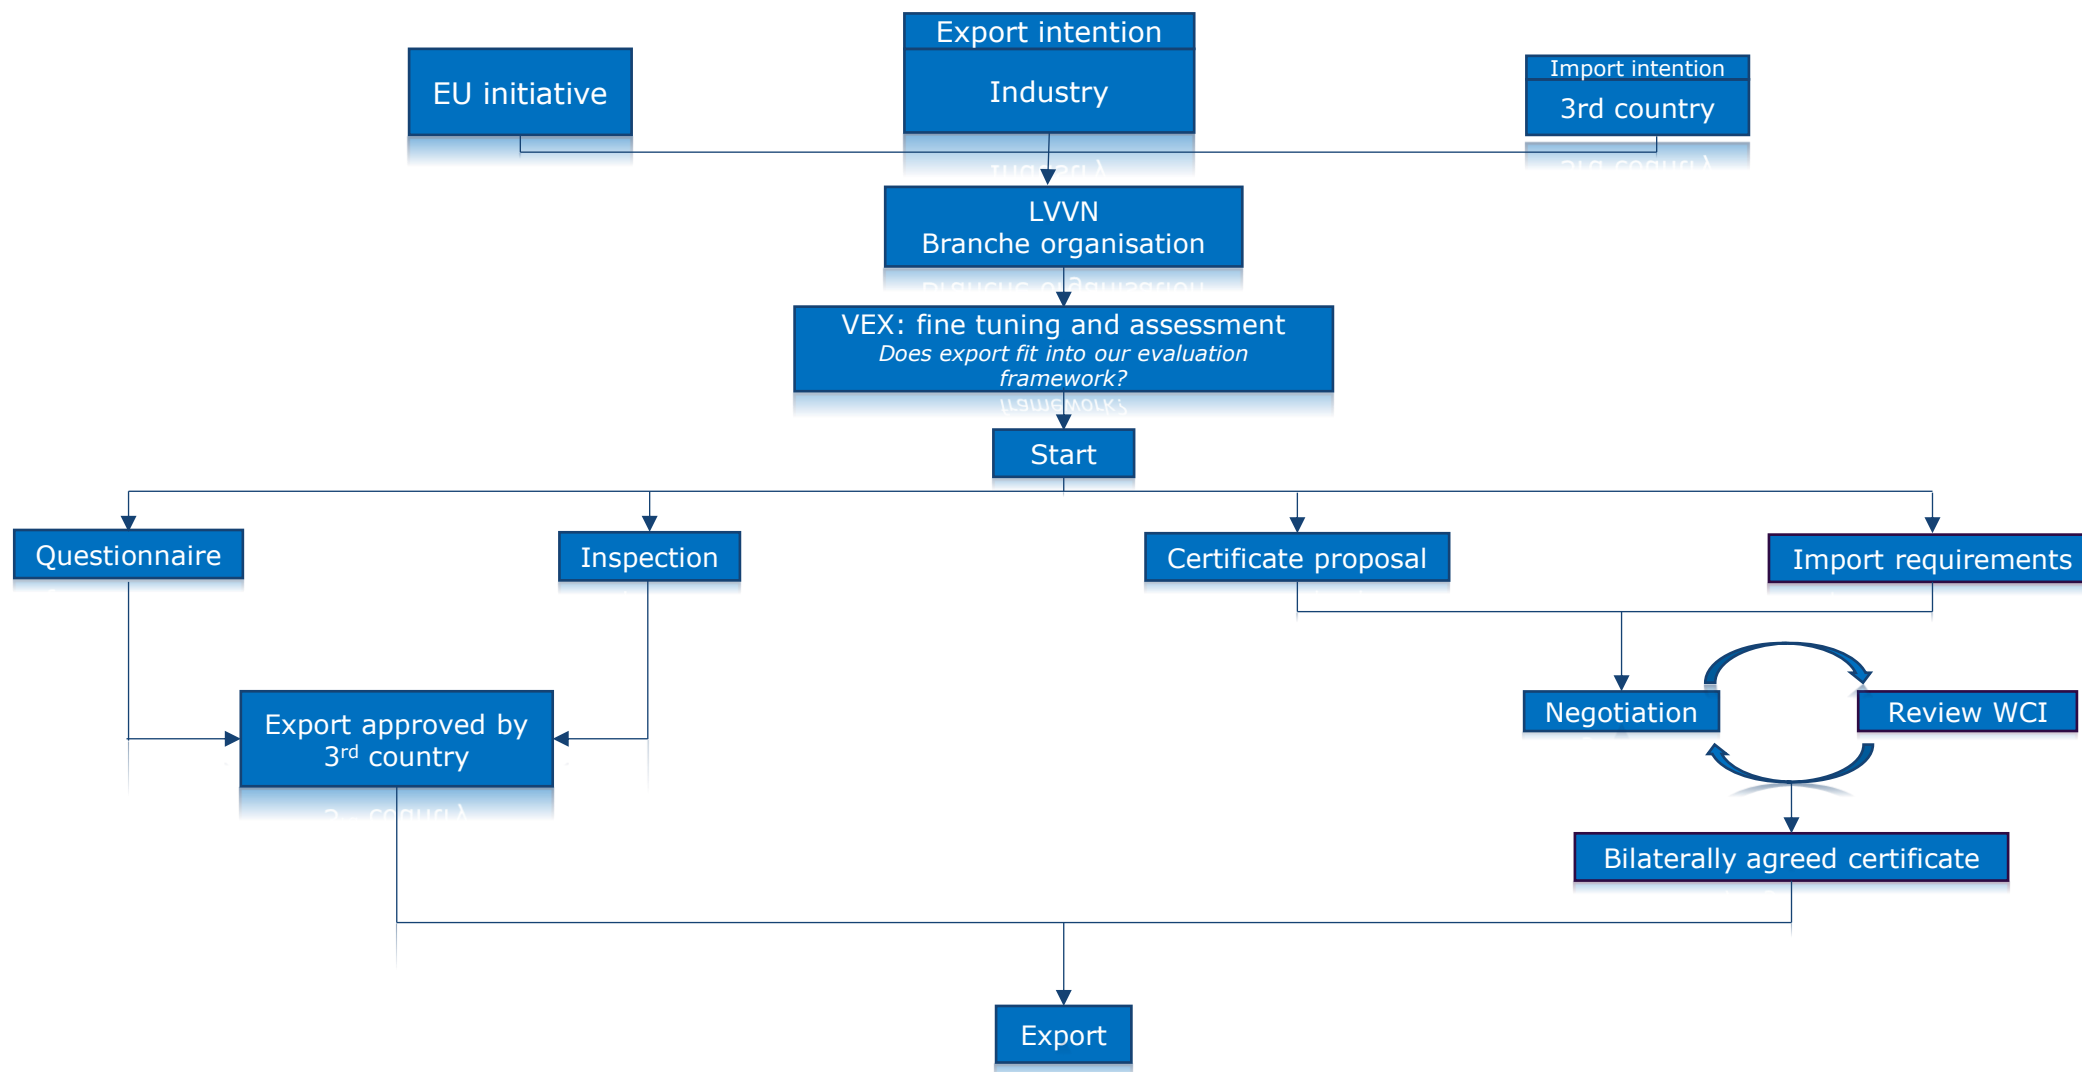 Export intention
EU initiative
Industry
Import intention
3rd country
LVVN
Branche organisation
VEX: fine tuning and assessment
Does export fit into our evaluation
framework?
Start
Questionnaire
Inspection
Certificate proposal
Import requirements
Export approved by
3rd country
Negotiation
Review WCI
Bilaterally agreed certificate
Export